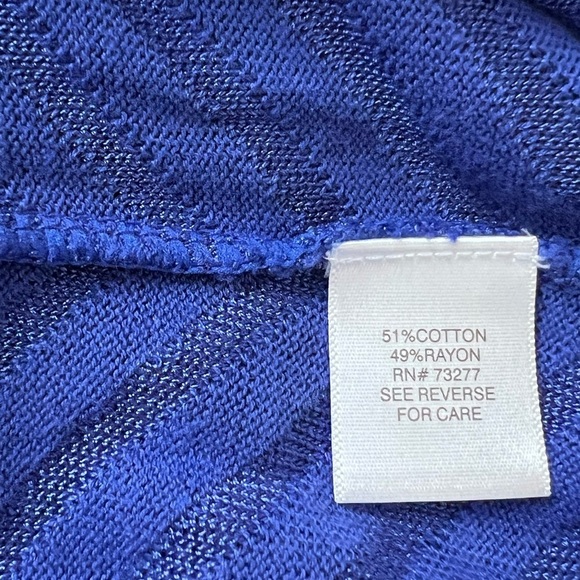 51%COTTON
49%RAYON
RN# 73277
SEE REVERSE
FOR CARE